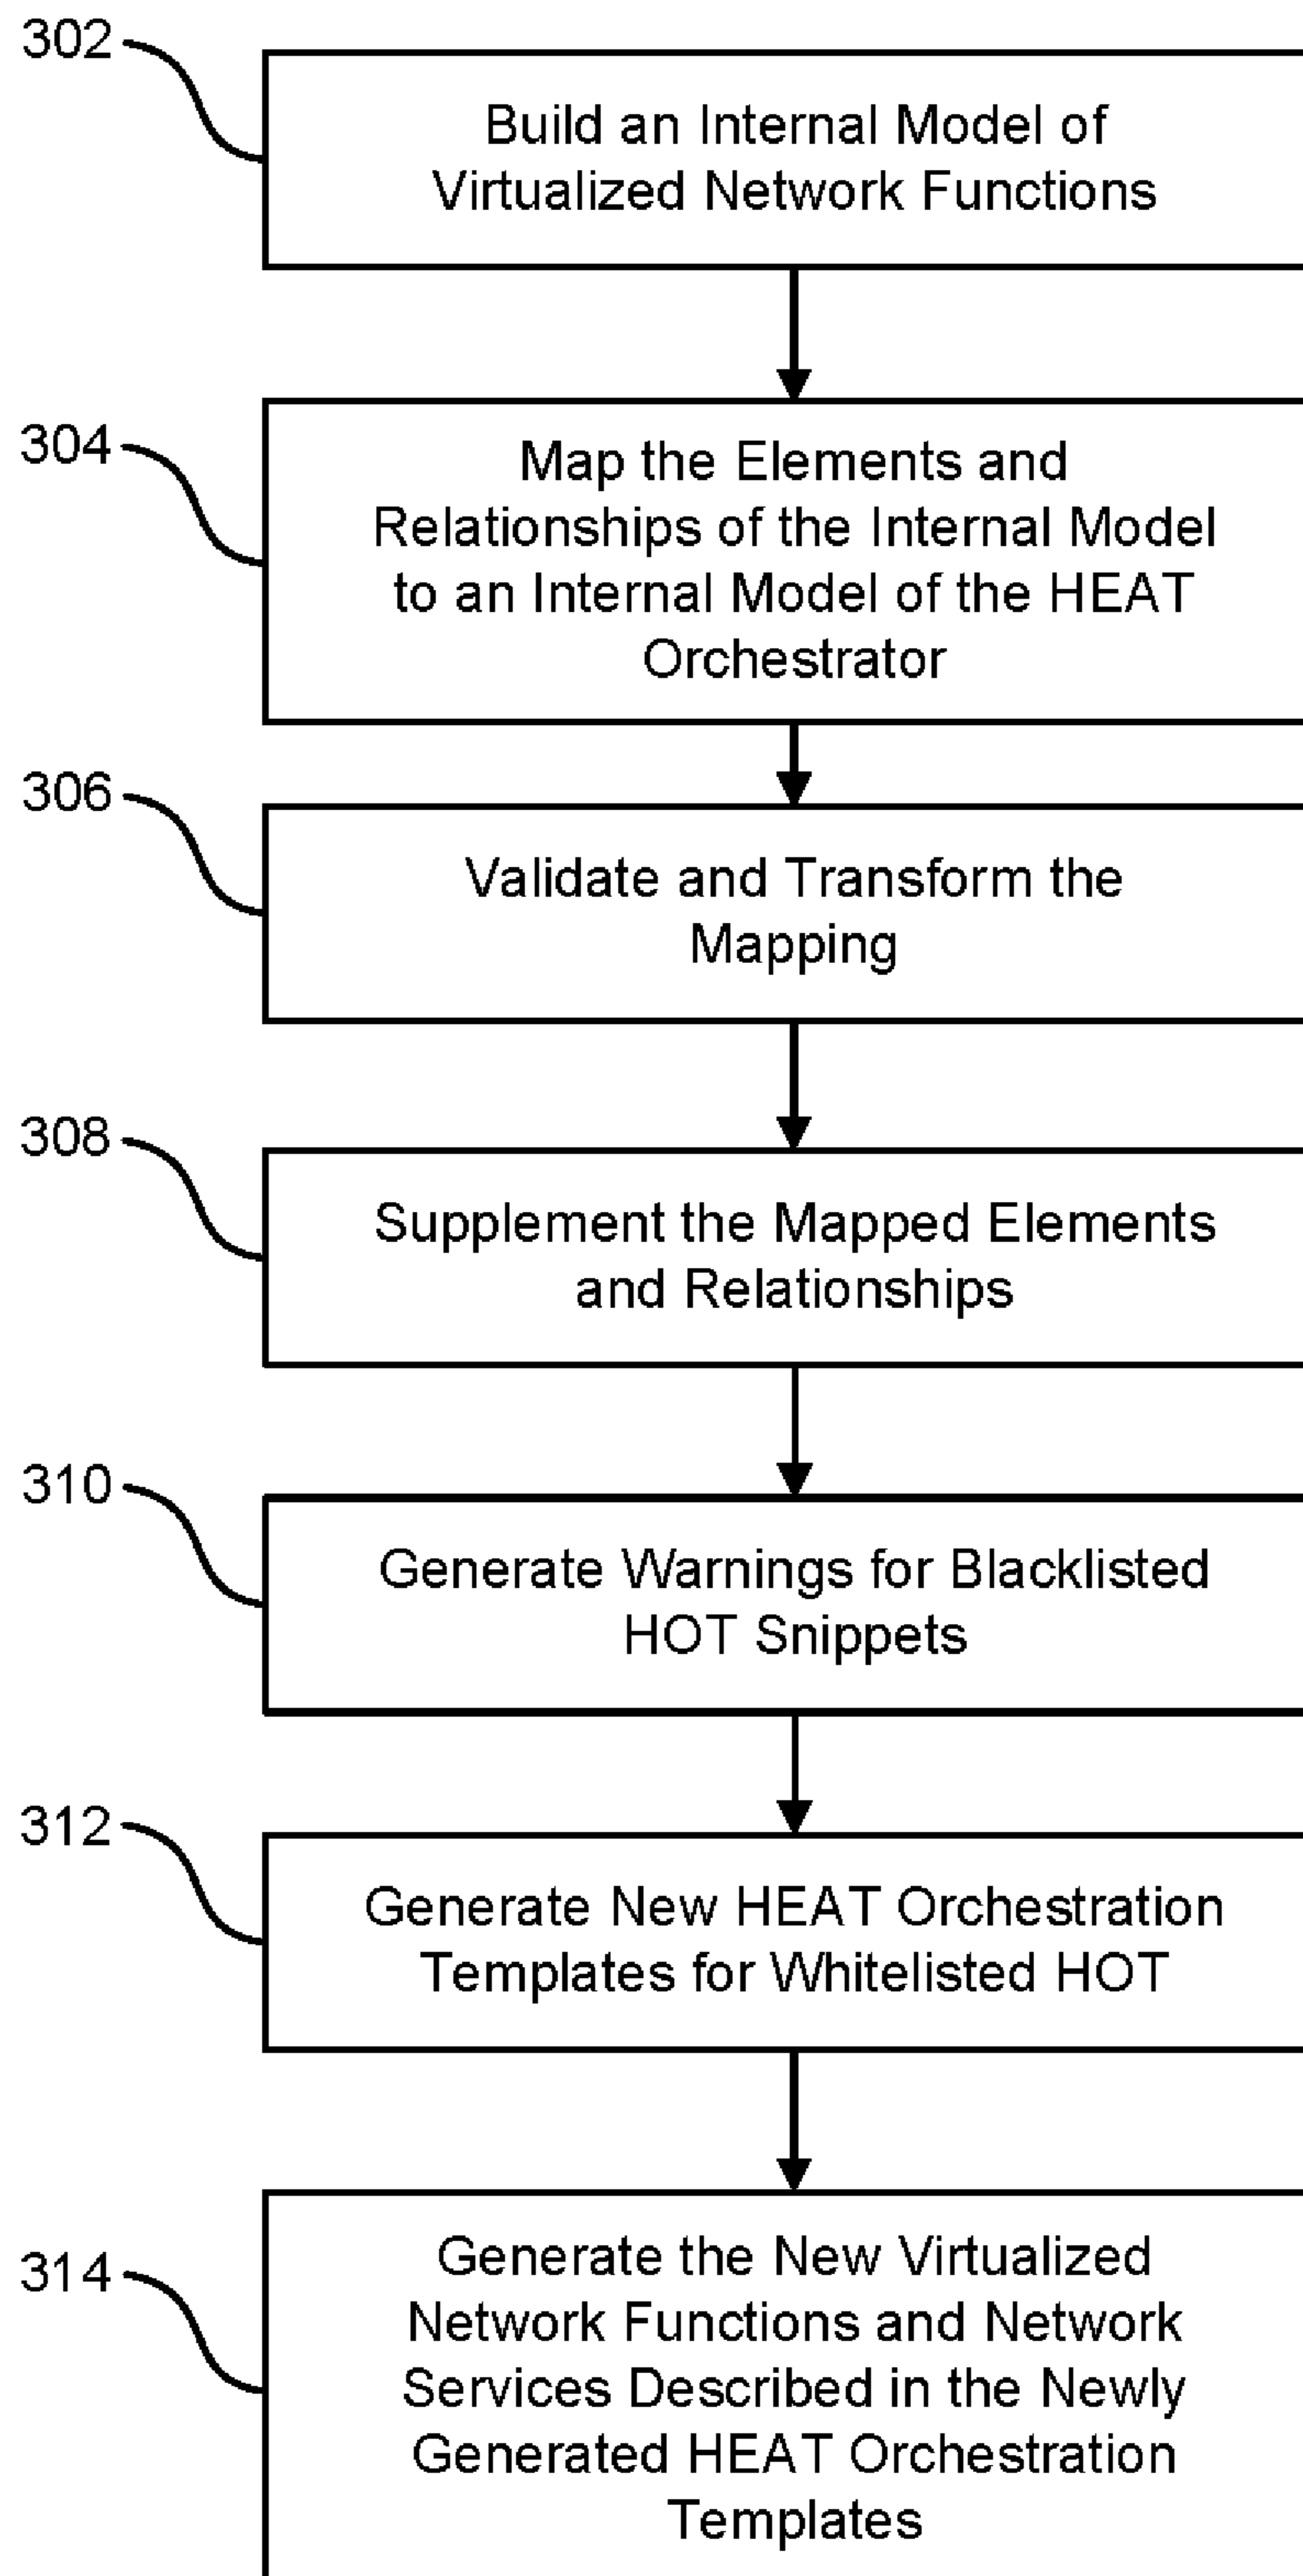 302
Build an Internal Model of
Virtualized Network Functions
304
Map the Elements and
Relationships of the Internal Model
to an Internal Model of the HEAT
Orchestrator
306
Validate and Transform the
Mapping
308
Supplement the Mapped Elements
and Relationships
310
Generate Warnings for Blacklisted
HOT Snippets
312
Generate New HEAT Orchestration
Templates for Whitelisted HOT
314
Generate the New Virtualized
Network Functions and Network
Services Described in the Newly
Generated HEAT Orchestration
Templates